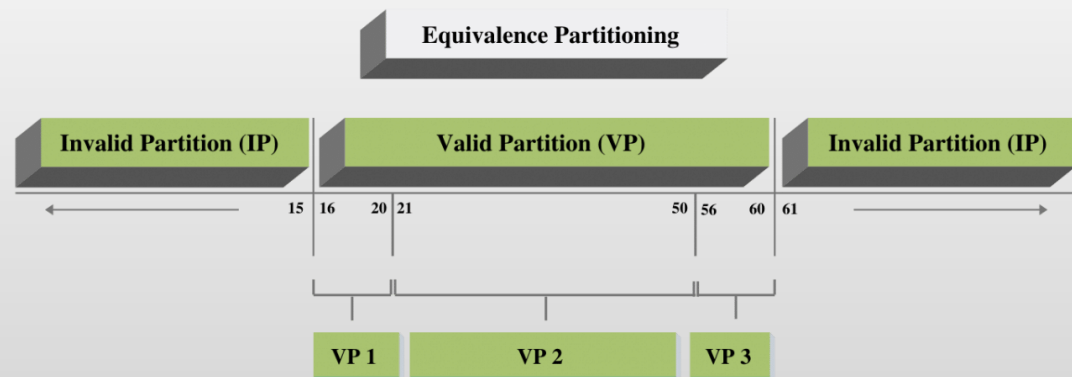 Equivalence Partitioning
Invalid Partition (IP) Valid Partition (VP) Invalid Partition (IP)
15 16 20 21 50 56 60 61
VP 1 VP 2 VP 3